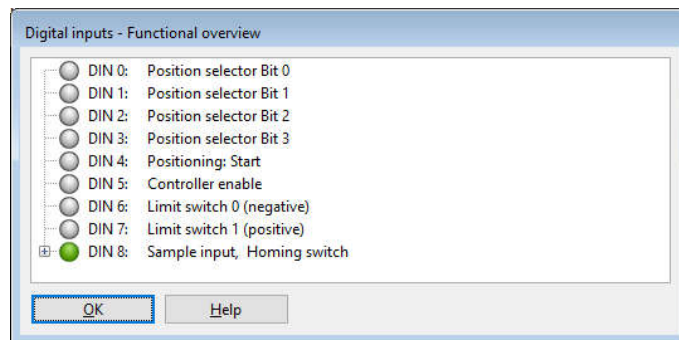 Digital inputs - Functional overview
DIN 0: Position selector Bit 0
DIN 1: Position selector Bit 1
DIN 2: Position selector Bit 2
DIN 3: Position selector Bit 3
DIN 4: Positioning: Start
DIN 5: Controller enable
DIN 6: Limit switch 0 (negative)
DIN 7: Limit switch 1 (positive)
DIN 8: Sample input, Homing switch
OK Help